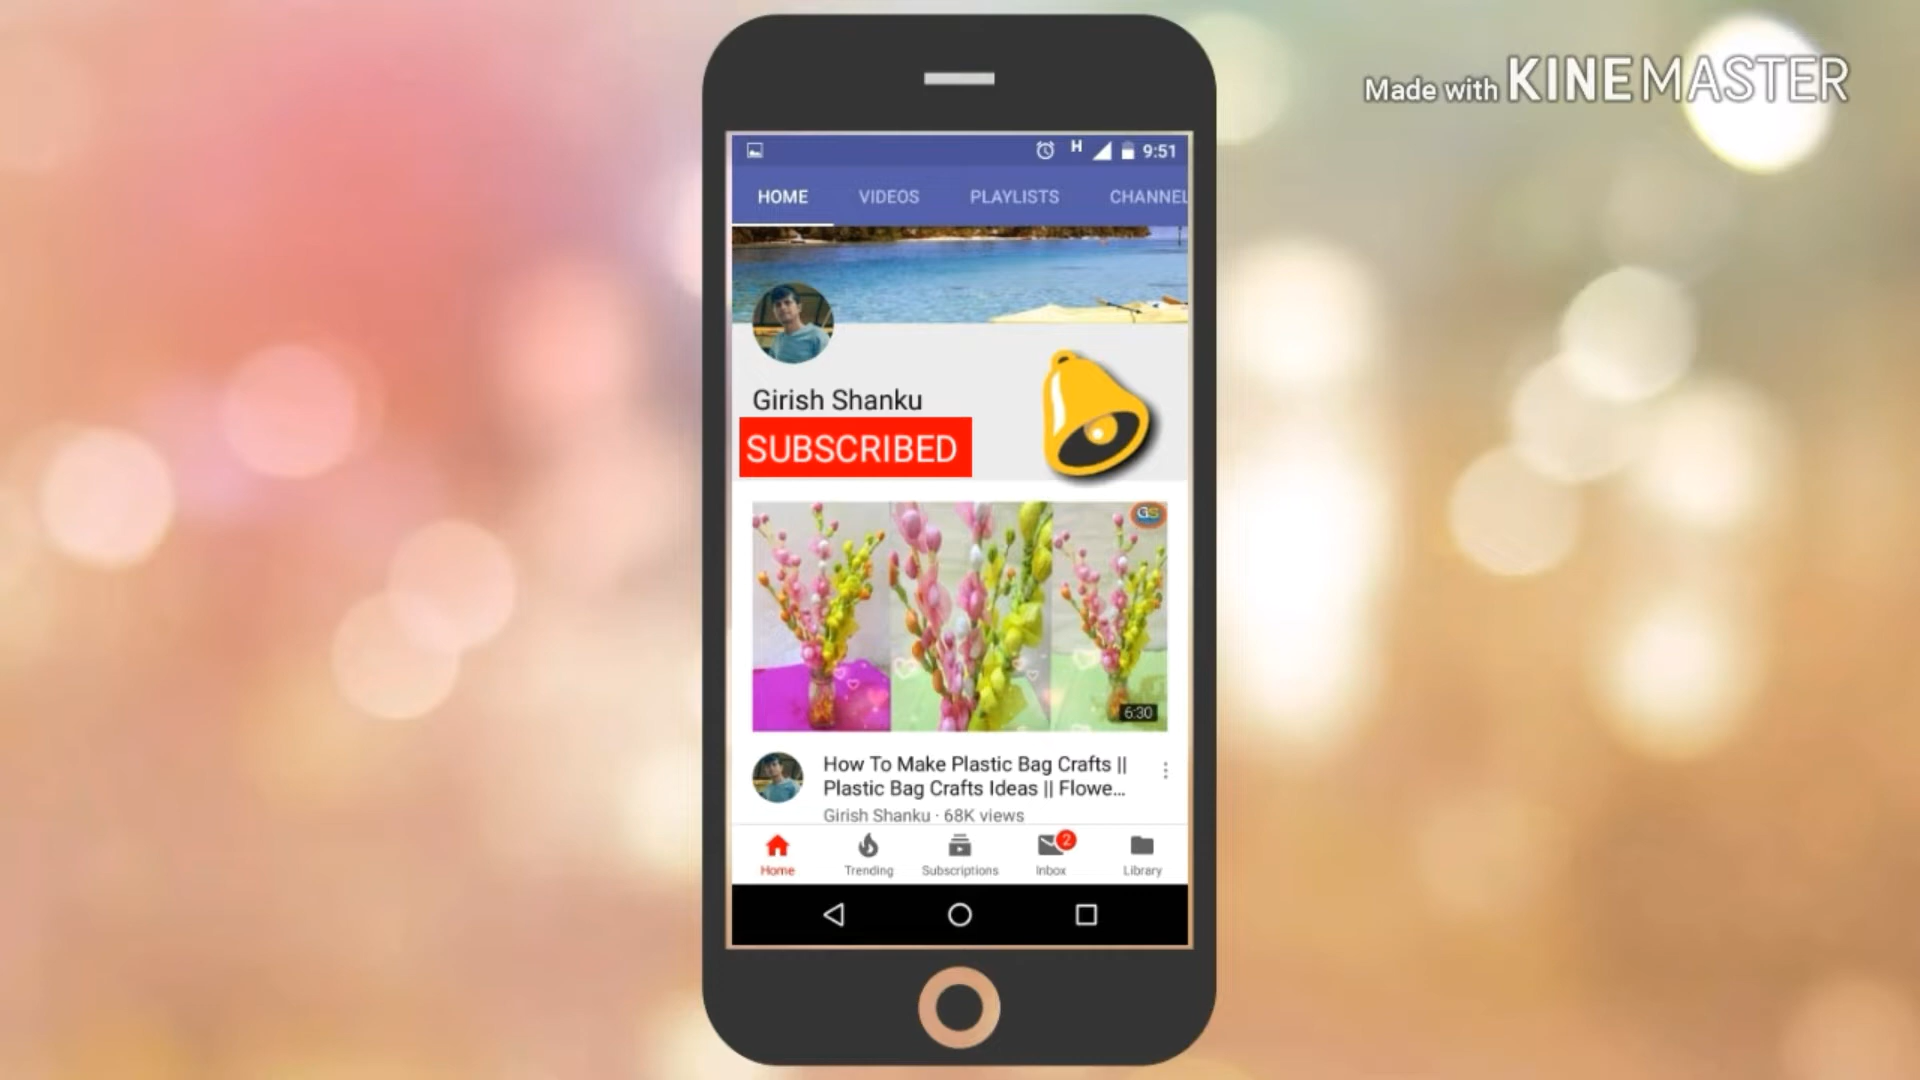 Made with KINEMASTER
H 9:51
HOME VIDEOS PLAYLISTS CHANNEL
Girish Shanku
SUBSCRIBED
GS
6:30
How To Make Plastic Bag Crafts ||
Plastic Bag Crafts Ideas || Flowe...
Girish Shanku · 68K views
2
Home Trending Subscriptions Inbox Library